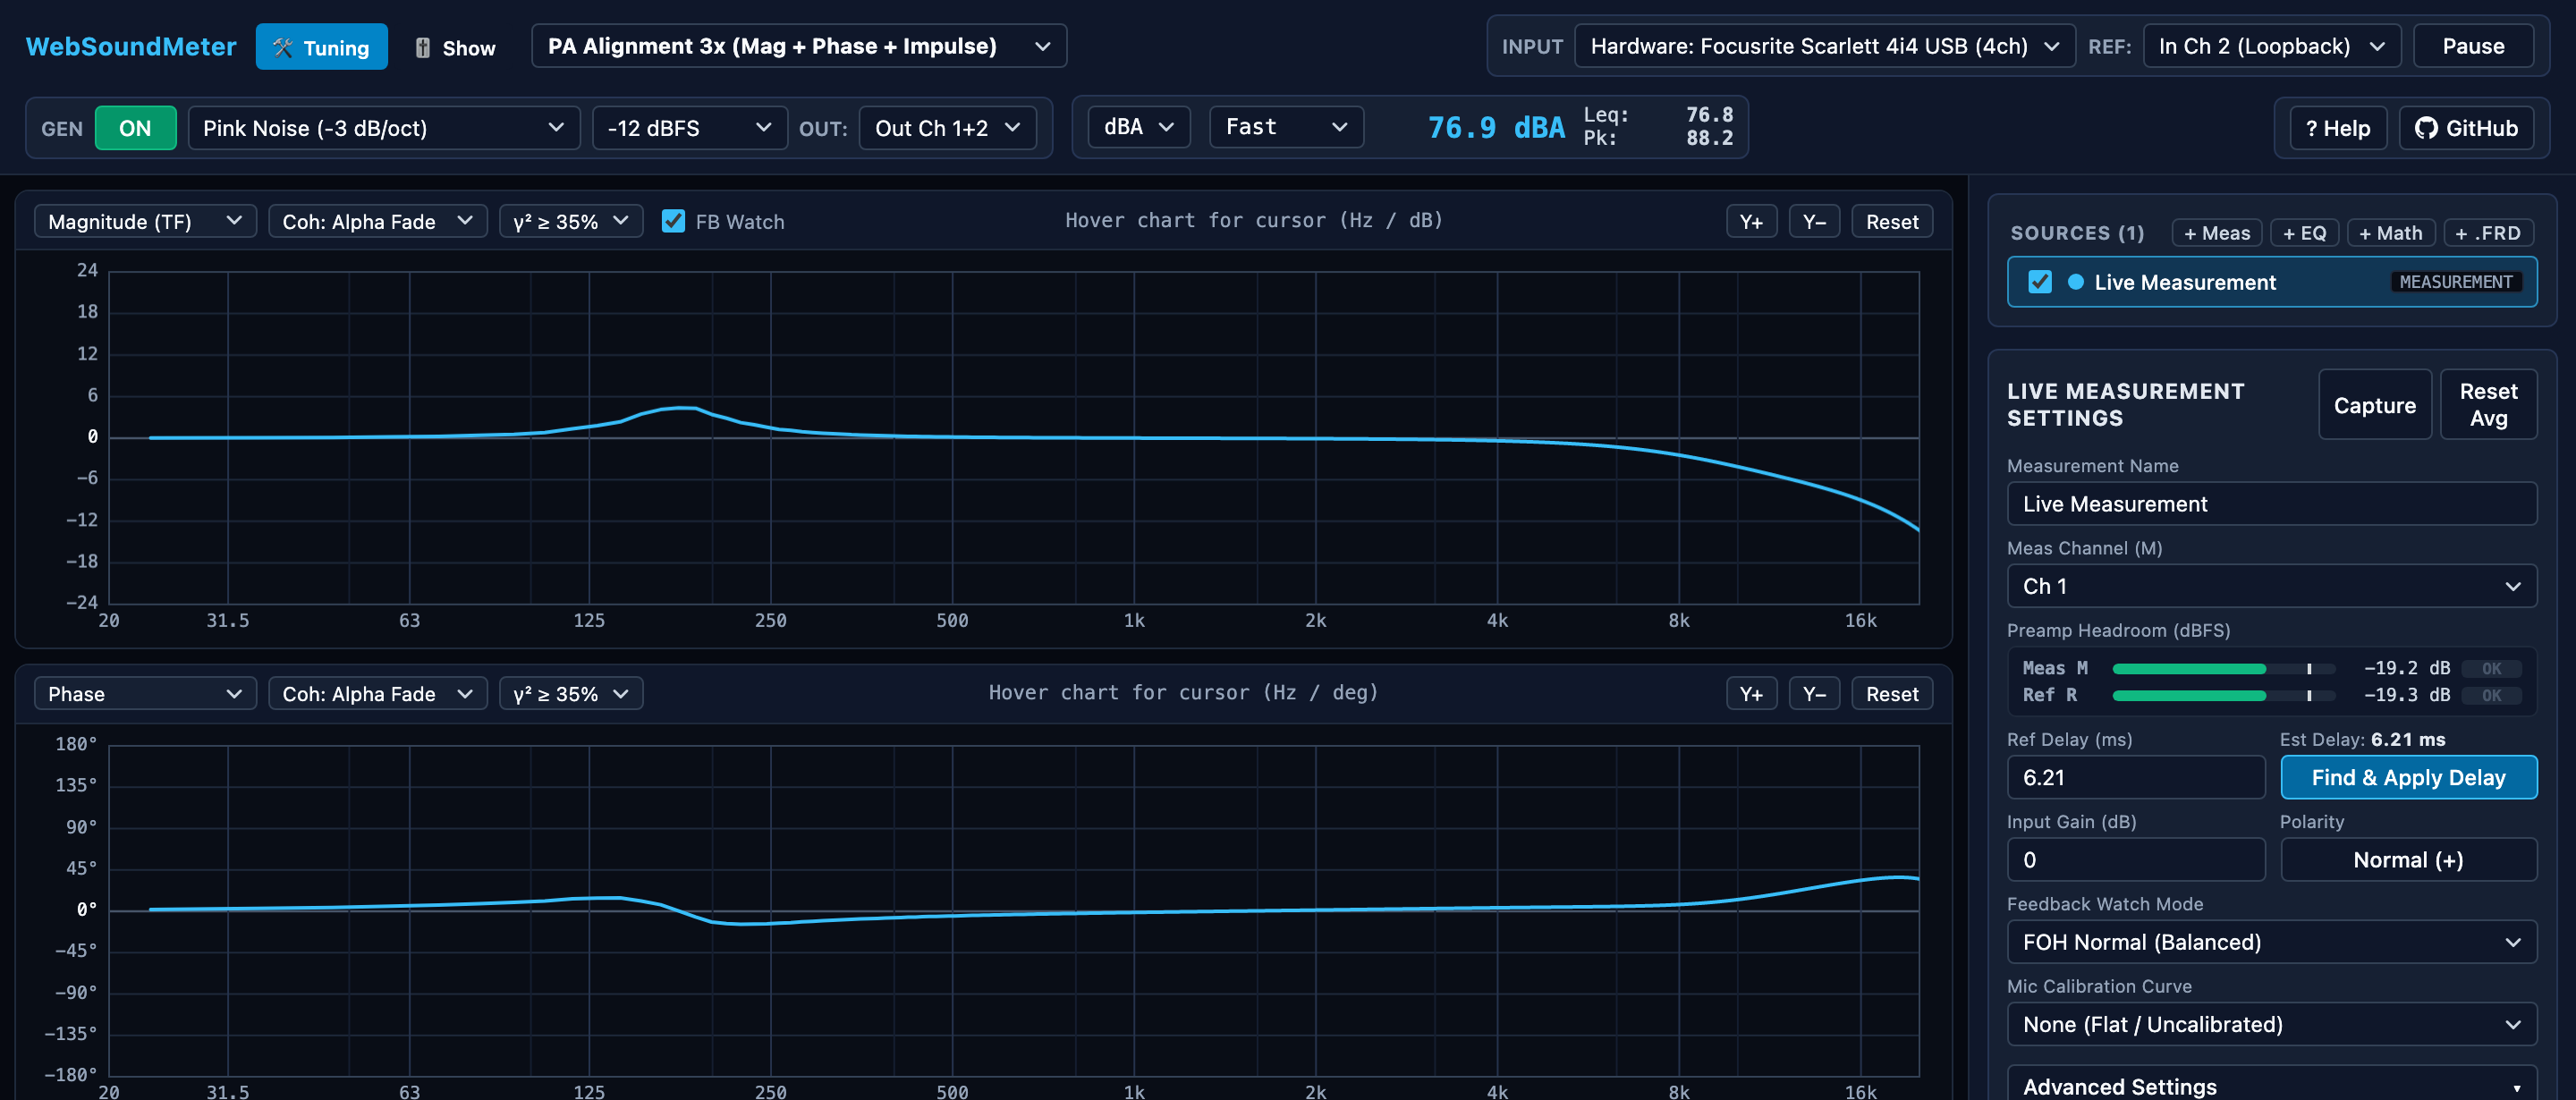 WebSoundMeter 🛠 Tuning 🎚 Show PA Alignment 3x (Mag + Phase + Impulse) INPUT Hardware: Focusrite Scarlett 4i4 USB (4ch) REF: In Ch 2 (Loopback) Pause
GEN ON Pink Noise (-3 dB/oct) -12 dBFS OUT: Out Ch 1+2 dBA Fast 76.9 dBA Leq: 76.8
Pk: 88.2
? Help GitHub
Magnitude (TF) Coh: Alpha Fade γ² ≥ 35% FB Watch Hover chart for cursor (Hz / dB) Y+ Y− Reset
24
18
12
6
0
−6
−12
−18
−24
20 31.5 63 125 250 500 1k 2k 4k 8k 16k
Phase Coh: Alpha Fade γ² ≥ 35% Hover chart for cursor (Hz / deg) Y+ Y− Reset
180°
135°
90°
45°
0°
−45°
−90°
−135°
−180°
20 31.5 63 125 250 500 1k 2k 4k 8k 16k
SOURCES (1) + Meas + EQ + Math + .FRD
Live Measurement MEASUREMENT
LIVE MEASUREMENT
SETTINGS
Capture
Reset
Avg
Measurement Name
Live Measurement
Meas Channel (M)
Ch 1
Preamp Headroom (dBFS)
Meas M −19.2 dB OK
Ref R −19.3 dB OK
Ref Delay (ms) Est Delay: 6.21 ms
6.21 Find & Apply Delay
Input Gain (dB) Polarity
0 Normal (+)
Feedback Watch Mode
FOH Normal (Balanced)
Mic Calibration Curve
None (Flat / Uncalibrated)
Advanced Settings